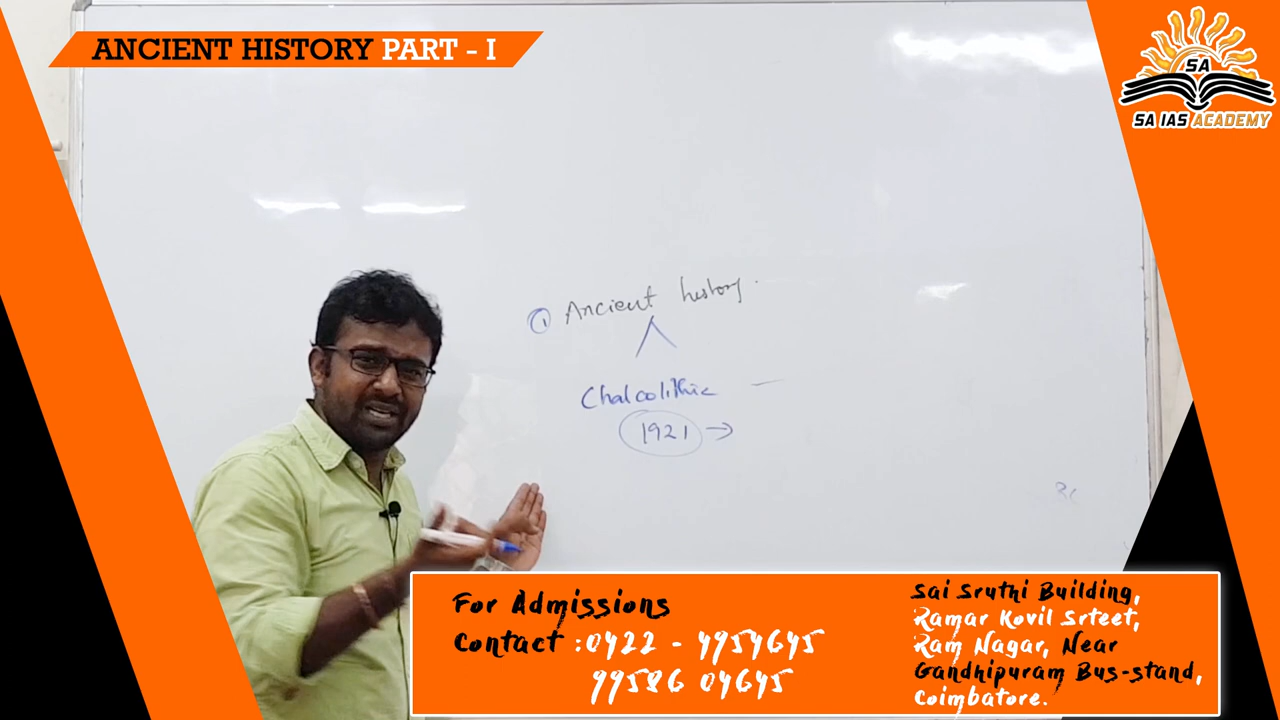 ANCIENT HISTORY PART - I
SA
SA IAS ACADEMY
① Ancient history.
Chalcolithic —
1921 →
For Admissions
Contact : 0422 - 4954645
99586 04645
Sai Sruthi Building,
Ramar Kovil Srteet,
Ram Nagar, Near
Gandhipuram Bus-stand,
Coimbatore.